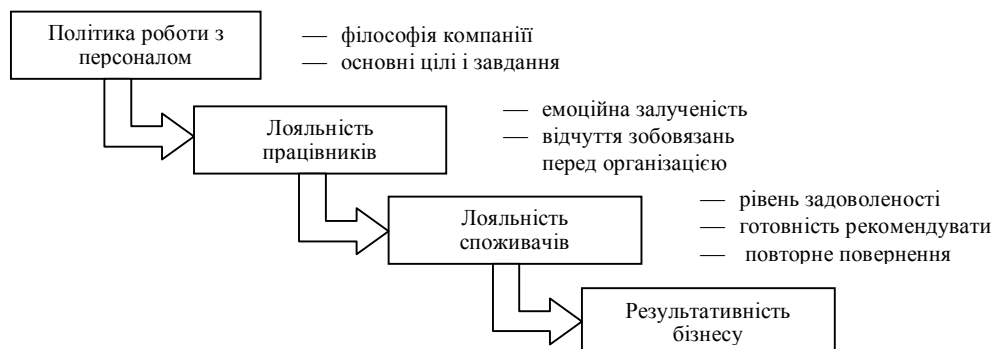 Політика роботи з
персоналом
— філософія компаніїї
— основні цілі і завдання
Лояльність
працівників
— емоційна залученість
— відчуття зобовязань
перед організацією
Лояльність
споживачів
— рівень задоволеності
— готовність рекомендувати
— повторне повернення
Результативність
бізнесу